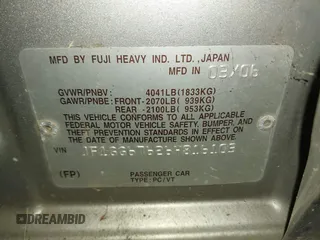 MFD BY FUJI HEAVY IND. LTD., JAPAN
MFD IN 03/06
GVWR/PNBV : 4041LB(1833KG)
GAWR/PNBE: FRONT-2070LB( 939KG)
REAR -2100LB( 953KG)
THIS VEHICLE CONFORMS TO ALL APPLICABLE
FEDERAL MOTOR VEHICLE SAFETY, BUMPER, AND
THEFT PREVENTION STANDARDS IN EFFECT ON
THE DATE OF MANUFACTURE SHOWN ABOVE.
VIN
(FP)
PASSENGER CAR
TYPE: PC/VT
DREAMBID